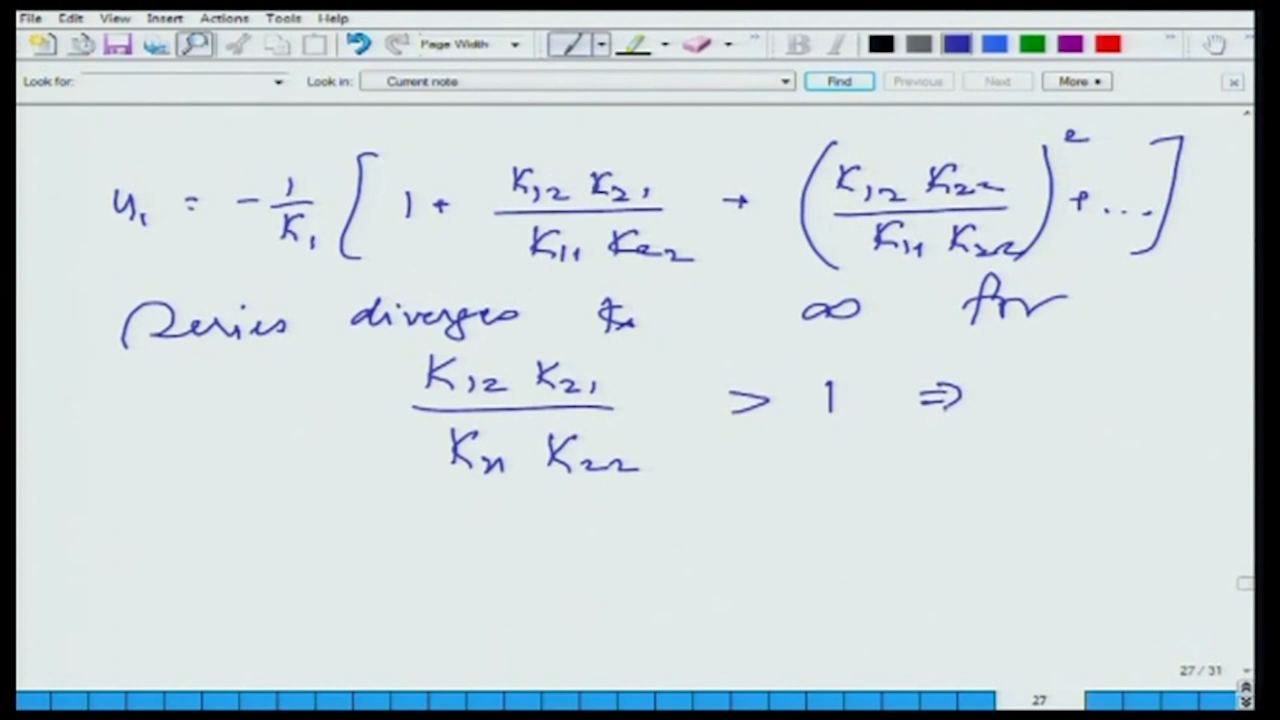 File Edit View Insert Actions Tools Help
Page Width
Look for: Look in: Current note Find Previous Next More
u₁ = -1/K₁ [ 1 + (K₁₂ K₂₁)/(K₁₁ K₂₂) + ((K₁₂ K₂₂)/(K₁₁ K₂₂))² + ... ]
Series diverges to ∞ for
(K₁₂ K₂₁)/(K₁₁ K₂₂) > 1 ⇒
27 / 31
27